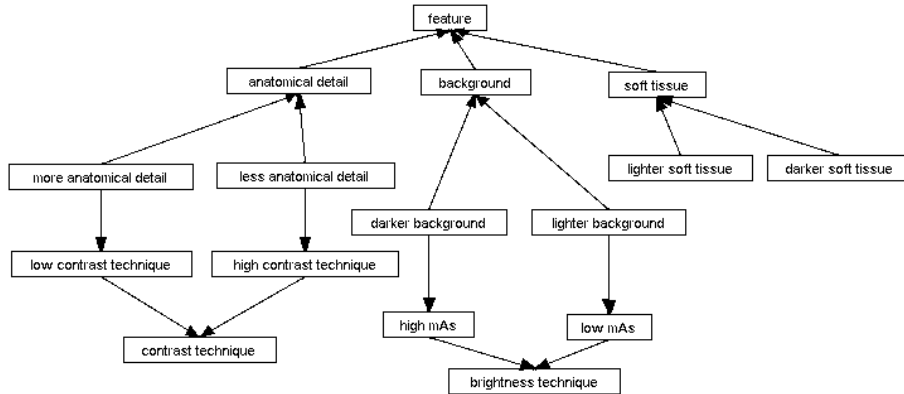 feature
anatomical detail
background
soft tissue
more anatomical detail
less anatomical detail
lighter soft tissue
darker soft tissue
darker background
lighter background
low contrast technique
high contrast technique
high mAs
low mAs
contrast technique
brightness technique